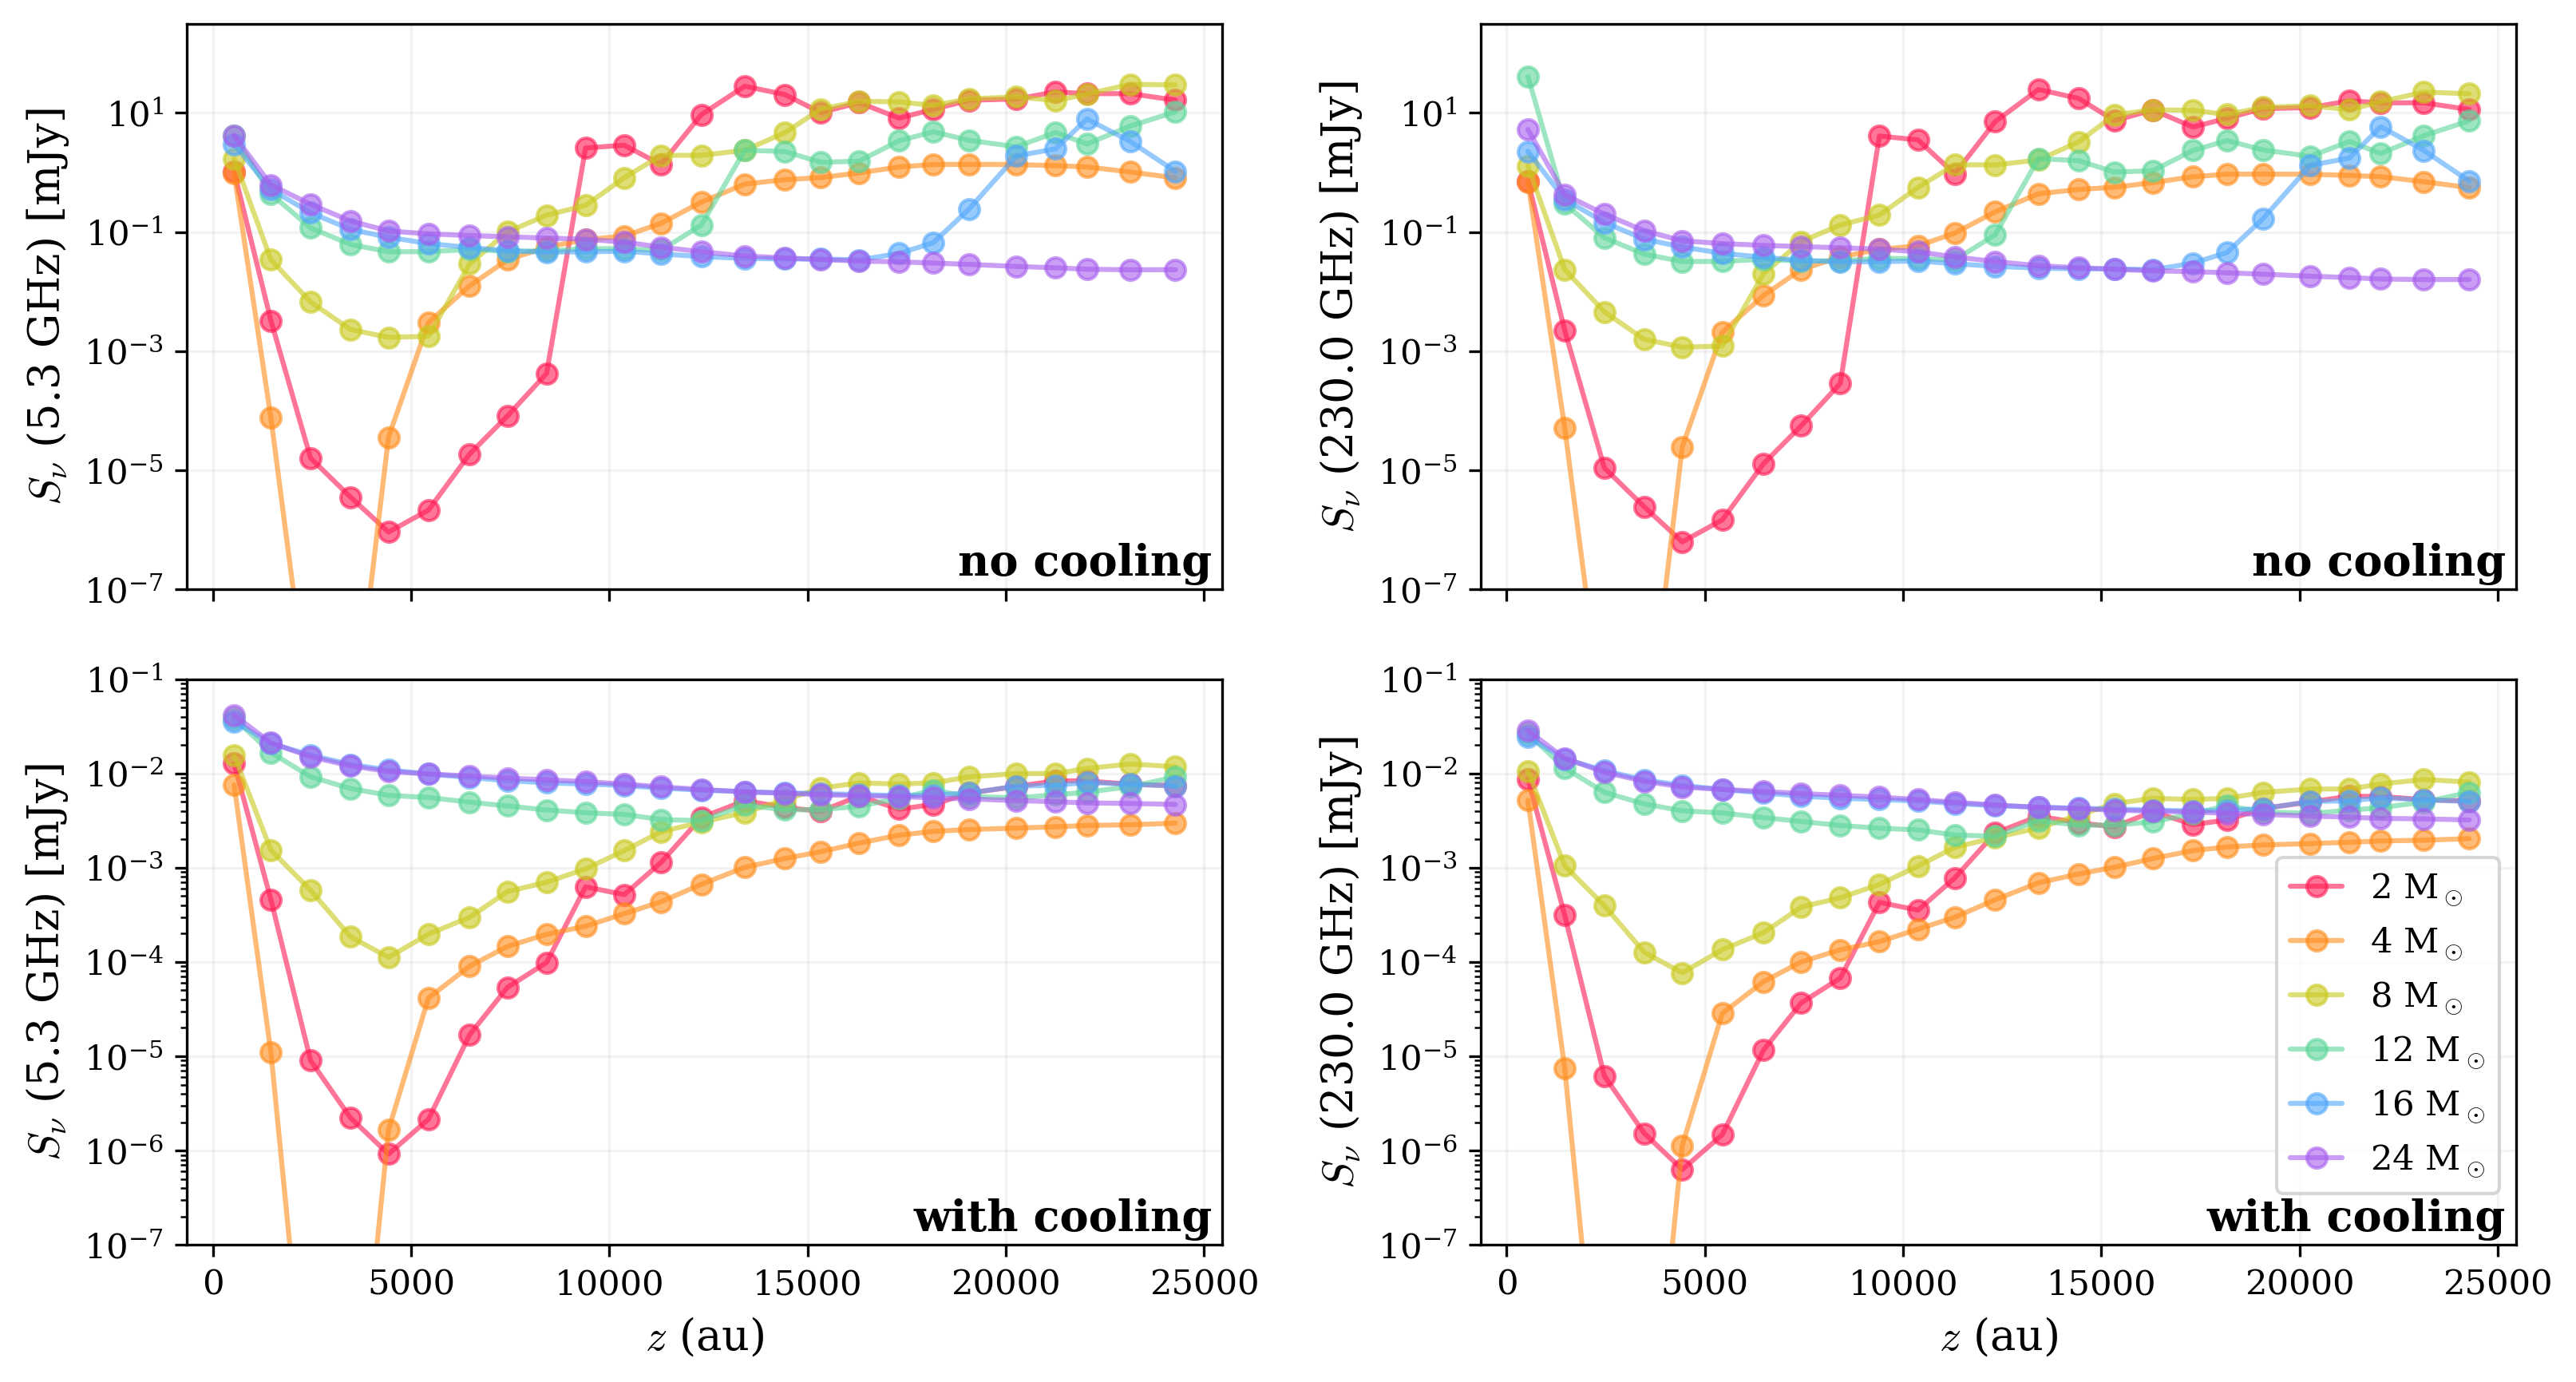 S_ν (5.3 GHz) [mJy]
10^1
10^−1
10^−3
10^−5
10^−7
no cooling
S_ν (230.0 GHz) [mJy]
10^1
10^−1
10^−3
10^−5
10^−7
no cooling
S_ν (5.3 GHz) [mJy]
10^−1
10^−2
10^−3
10^−4
10^−5
10^−6
10^−7
with cooling
0 5000 10000 15000 20000 25000
z (au)
S_ν (230.0 GHz) [mJy]
10^−1
10^−2
10^−3
10^−4
10^−5
10^−6
10^−7
2 M_⊙
4 M_⊙
8 M_⊙
12 M_⊙
16 M_⊙
24 M_⊙
with cooling
0 5000 10000 15000 20000 25000
z (au)